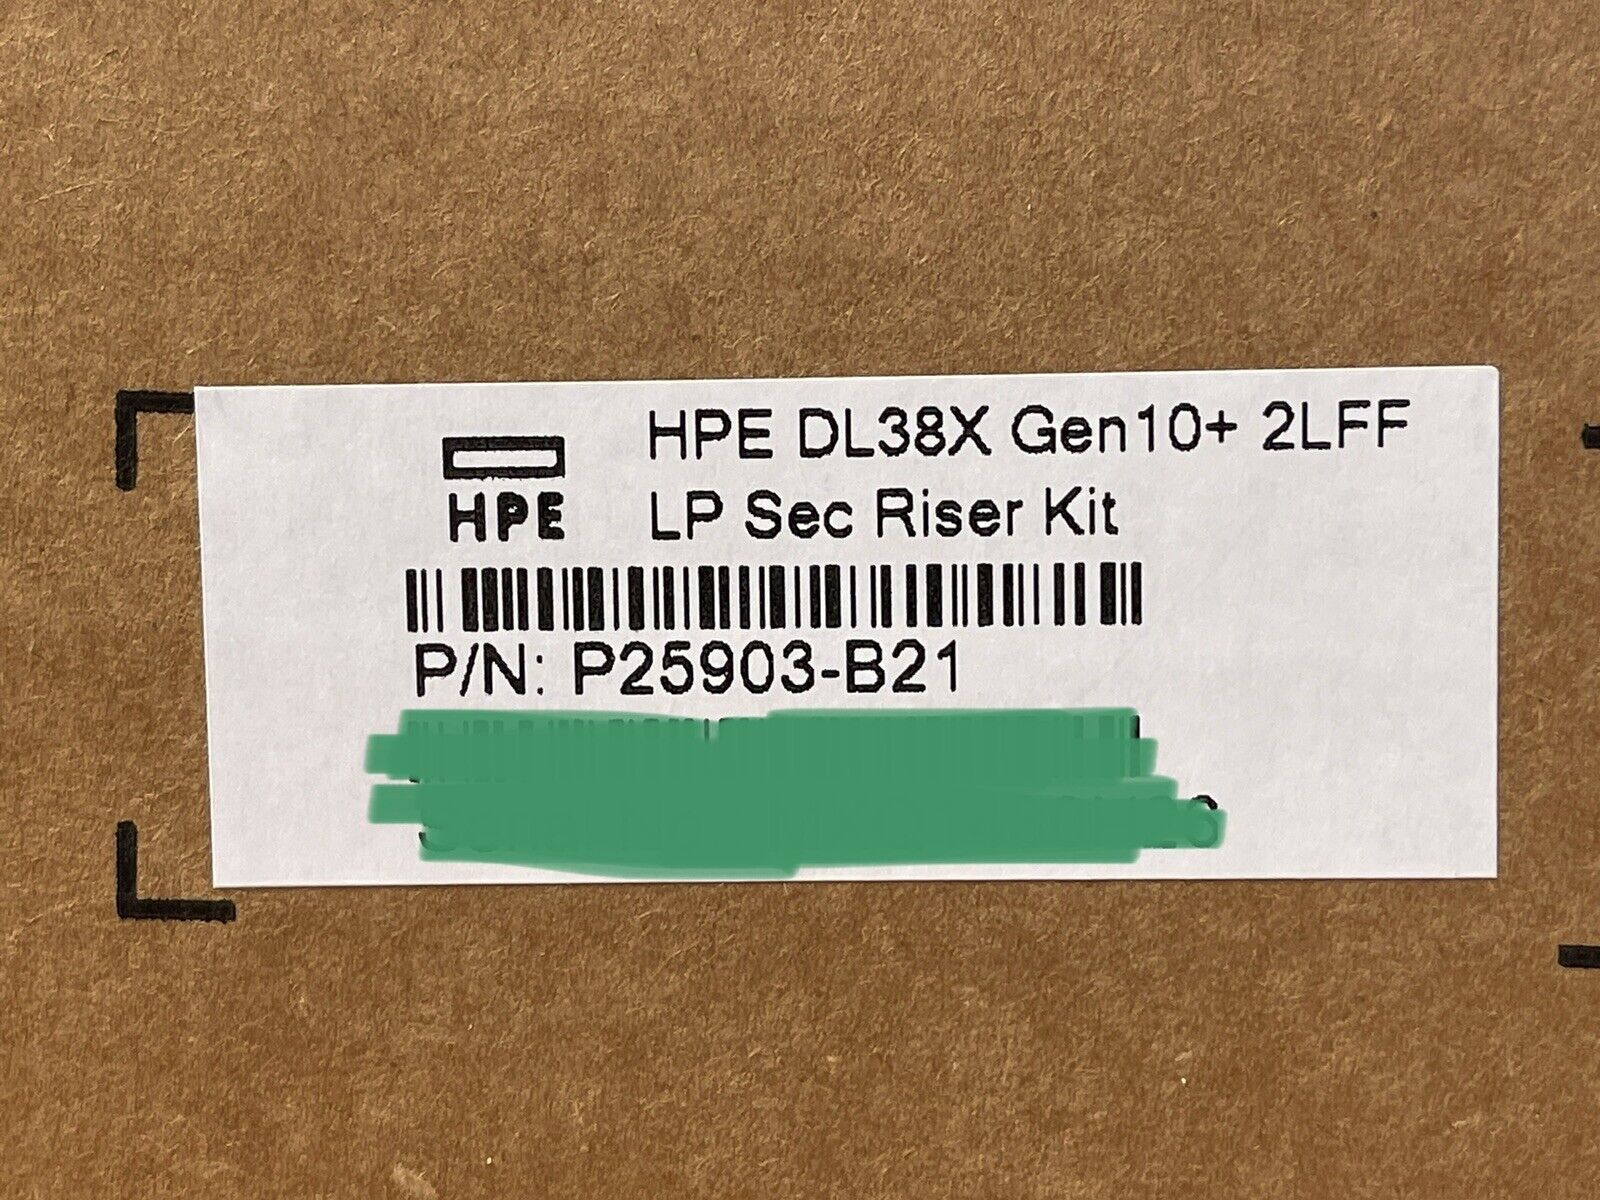 HPE DL38X Gen10+ 2LFF
HPE LP Sec Riser Kit
P/N: P25903-B21